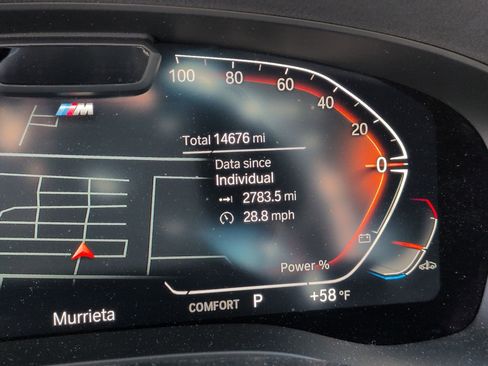 100 80 60 40 20 0
M
Total 14676 mi
Data since
Individual
2783.5 mi
28.8 mph
Power %
COMFORT P +58 °F
Murrieta